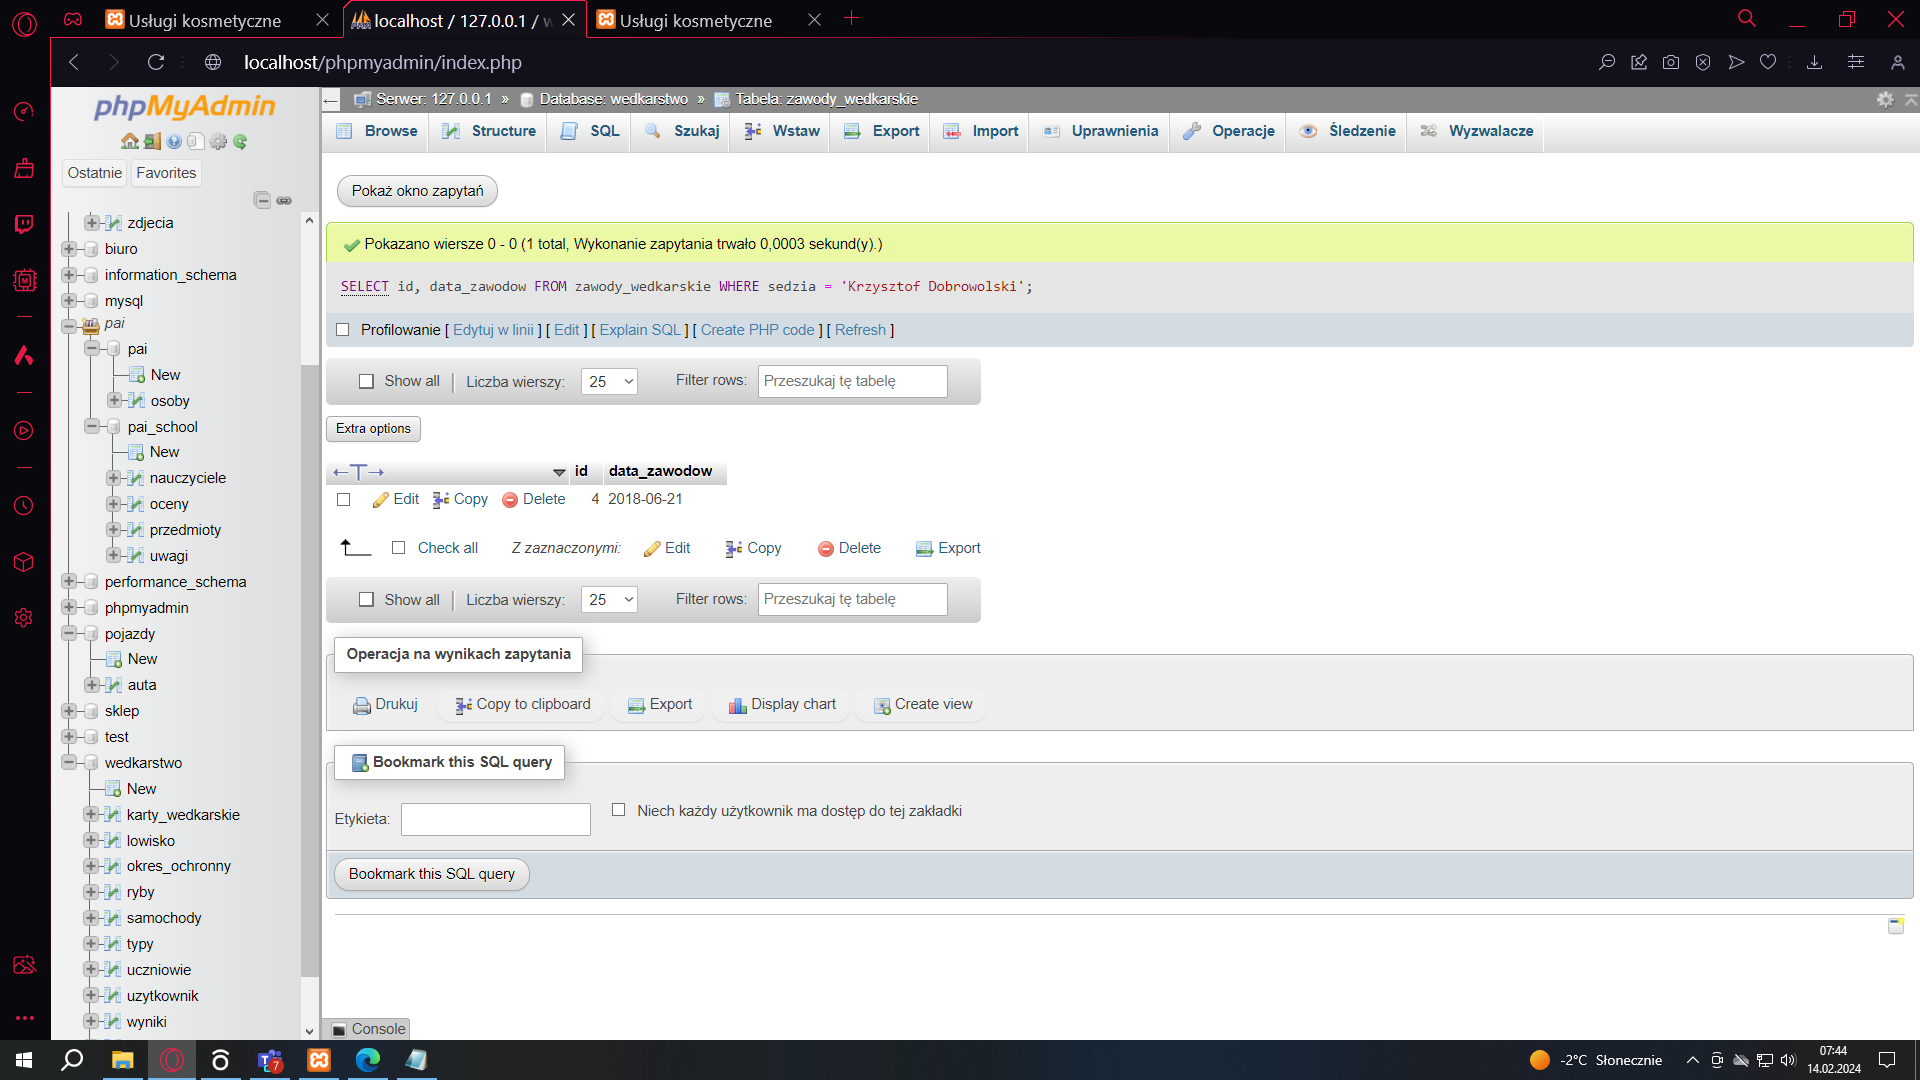 Usługi kosmetyczne
localhost / 127.0.0.1 / w
Usługi kosmetyczne
localhost/phpmyadmin/index.php
phpMyAdmin
Ostatnie
Favorites
zdjecia
biuro
information_schema
mysql
pai
pai
New
osoby
pai_school
New
nauczyciele
oceny
przedmioty
uwagi
performance_schema
phpmyadmin
pojazdy
New
auta
sklep
test
wedkarstwo
New
karty_wedkarskie
lowisko
okres_ochronny
ryby
samochody
typy
uczniowie
uzytkownik
wyniki
Serwer: 127.0.0.1 » Database: wedkarstwo » Tabela: zawody_wedkarskie
Browse Structure SQL Szukaj Wstaw Export Import Uprawnienia Operacje Śledzenie Wyzwalacze
Pokaż okno zapytań
Pokazano wiersze 0 - 0 (1 total, Wykonanie zapytania trwało 0,0003 sekund(y).)
SELECT id, data_zawodow FROM zawody_wedkarskie WHERE sedzia = 'Krzysztof Dobrowolski';
Profilowanie [ Edytuj w linii ] [ Edit ] [ Explain SQL ] [ Create PHP code ] [ Refresh ]
Show all | Liczba wierszy: 25 Filter rows: Przeszukaj tę tabelę
Extra options
←T→ id data_zawodow
Edit Copy Delete 4 2018-06-21
Check all Z zaznaczonymi: Edit Copy Delete Export
Show all | Liczba wierszy: 25 Filter rows: Przeszukaj tę tabelę
Operacja na wynikach zapytania
Drukuj Copy to clipboard Export Display chart Create view
Bookmark this SQL query
Etykieta: Niech każdy użytkownik ma dostęp do tej zakładki
Bookmark this SQL query
Console
7
-2°C Słonecznie
07:44
14.02.2024